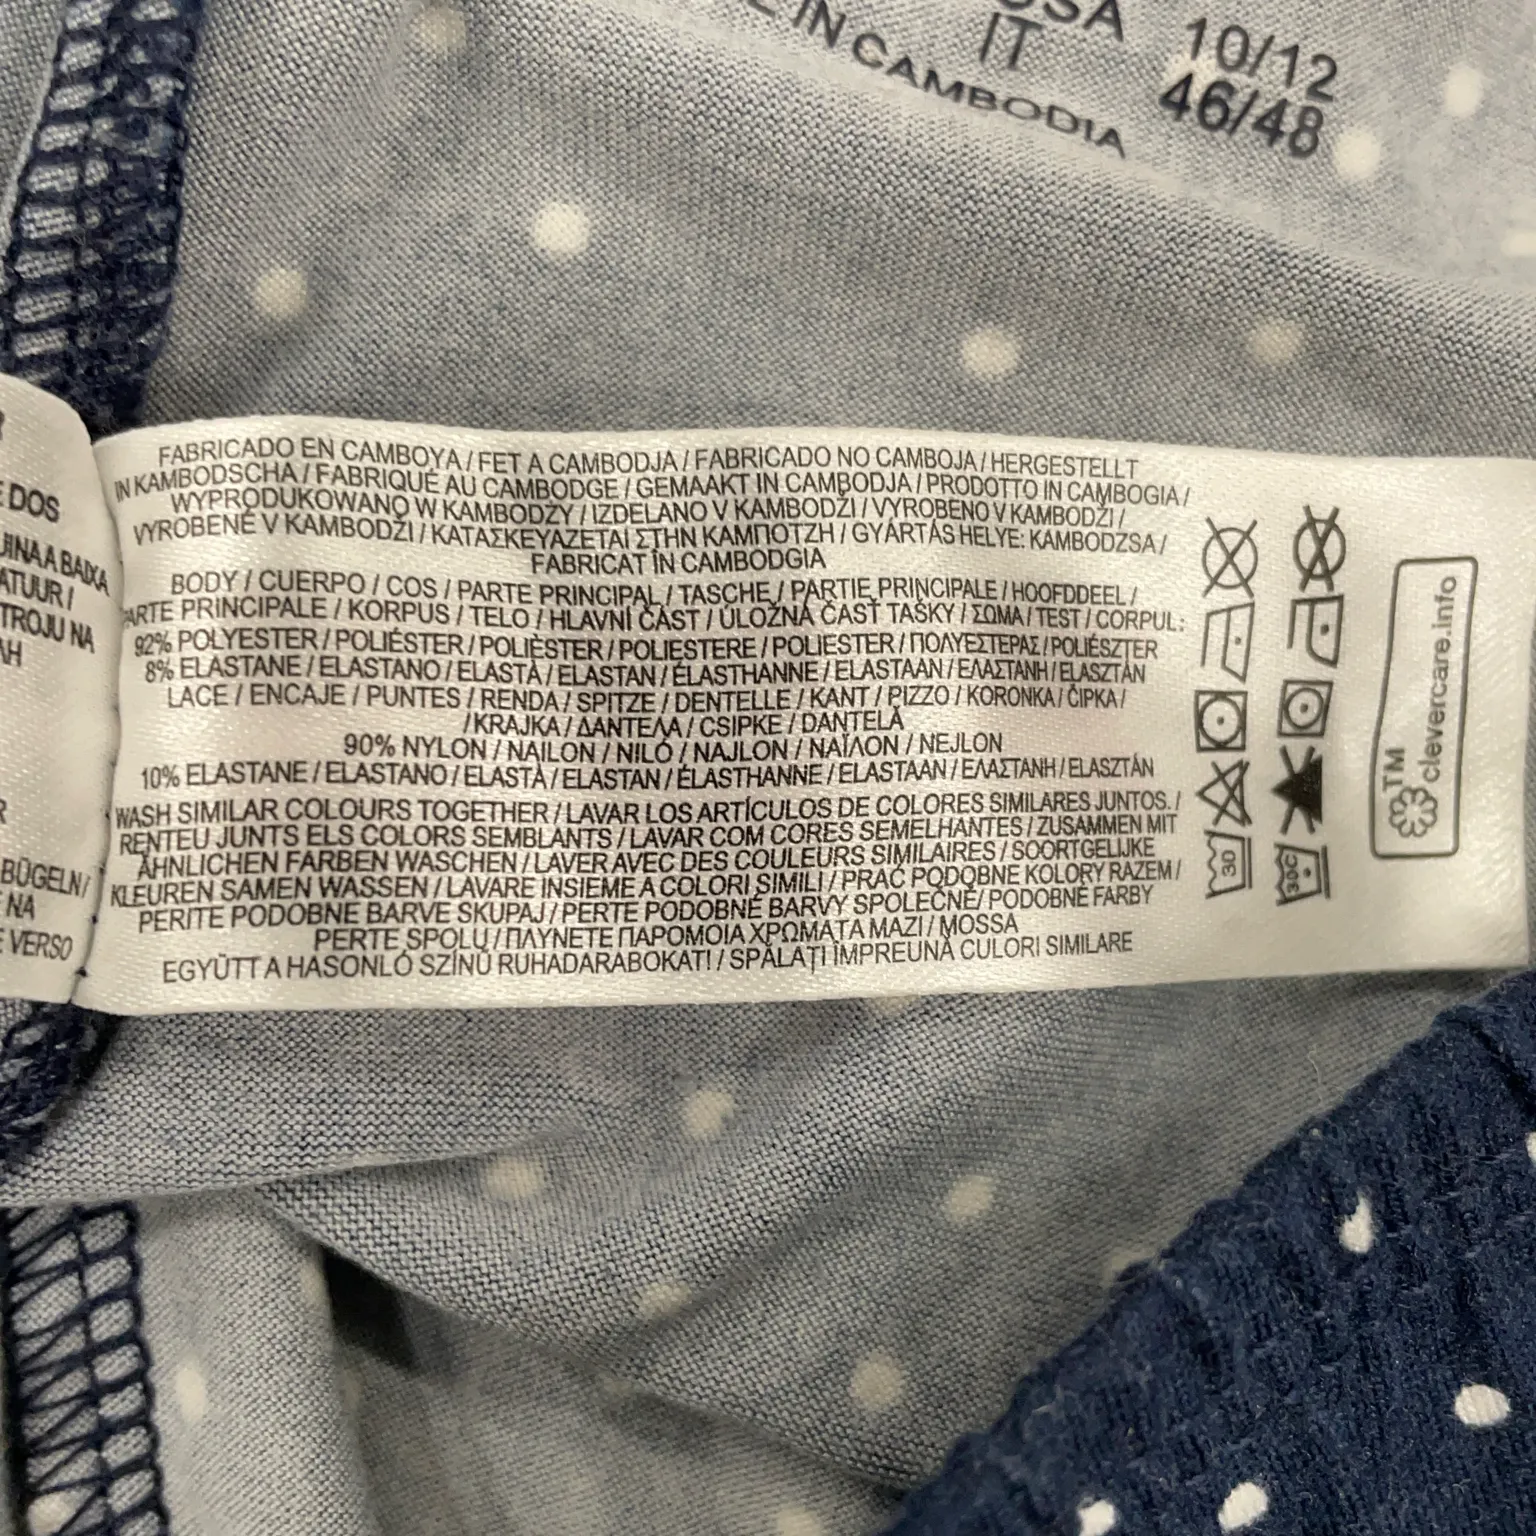 10/12
IT 46/48
IN CAMBODIA
FABRICADO EN CAMBOYA / FET A CAMBODJA / FABRICADO NO CAMBOJA / HERGESTELLT
IN KAMBODSCHA / FABRIQUÉ AU CAMBODGE / GEMAAKT IN CAMBODJA / PRODOTTO IN CAMBOGIA /
WYPRODUKOWANO W KAMBODŻY / IZDELANO V KAMBODŽI / VYROBENO V KAMBODŽI /
VYROBENÉ V KAMBODŽI / ΚΑΤΑΣΚΕΥΑΖΕΤΑΙ ΣΤΗΝ ΚΑΜΠΟΤΖΗ / GYÁRTÁS HELYE: KAMBODZSA /
FABRICAT ÎN CAMBODGIA
BODY / CUERPO / COS / PARTE PRINCIPAL / TASCHE / PARTIE PRINCIPALE / HOOFDDEEL /
PARTE PRINCIPALE / KORPUS / TELO / HLAVNÍ ČÁST / ÚLOŽNÁ ČASŤ TAŠKY / ΣΩΜΑ / TEST / CORPUL:
92% POLYESTER / POLIÉSTER / POLIÈSTER / POLIESTERE / POLIESTER / ΠΟΛΥΕΣΤΕΡΑΣ / POLIÉSZTER
8% ELASTANE / ELASTANO / ELASTÀ / ELASTAN / ÉLASTHANNE / ELASTAAN / ΕΛΑΣΤΑΝΗ / ELASZTÁN
LACE / ENCAJE / PUNTES / RENDA / SPITZE / DENTELLE / KANT / PIZZO / KORONKA / ČIPKA /
/ KRAJKA / ΔΑΝΤΕΛΑ / CSIPKE / DANTELĂ
90% NYLON / NAILON / NILÓ / NAJLON / ΝΑΪΛΟΝ / NEJLON
10% ELASTANE / ELASTANO / ELASTÀ / ELASTAN / ÉLASTHANNE / ELASTAAN / ΕΛΑΣΤΑΝΗ / ELASZTÁN
WASH SIMILAR COLOURS TOGETHER / LAVAR LOS ARTÍCULOS DE COLORES SIMILARES JUNTOS. /
RENTEU JUNTS ELS COLORS SEMBLANTS / LAVAR COM CORES SEMELHANTES / ZUSAMMEN MIT
ÄHNLICHEN FARBEN WASCHEN / LAVER AVEC DES COULEURS SIMILAIRES / SOORTGELIJKE
KLEUREN SAMEN WASSEN / LAVARE INSIEME A COLORI SIMILI / PRAĆ PODOBNE KOLORY RAZEM /
PERITE PODOBNE BARVE SKUPAJ / PERTE PODOBNÉ BARVY SPOLEČNĚ / PODOBNÉ FARBY
PERTE SPOLU / ΠΛΥΝΕΤΕ ΠΑΡΟΜΟΙΑ ΧΡΩΜΑΤΑ ΜΑΖΙ / MOSSA
EGYÜTT A HASONLÓ SZÍNŰ RUHADARABOKAT! / SPĂLAȚI ÎMPREUNĂ CULORI SIMILARE
30
30C
TM
clevercare.info
DOS
A BAIXA
TROJU NA
BÜGELN /
NA
VERSO